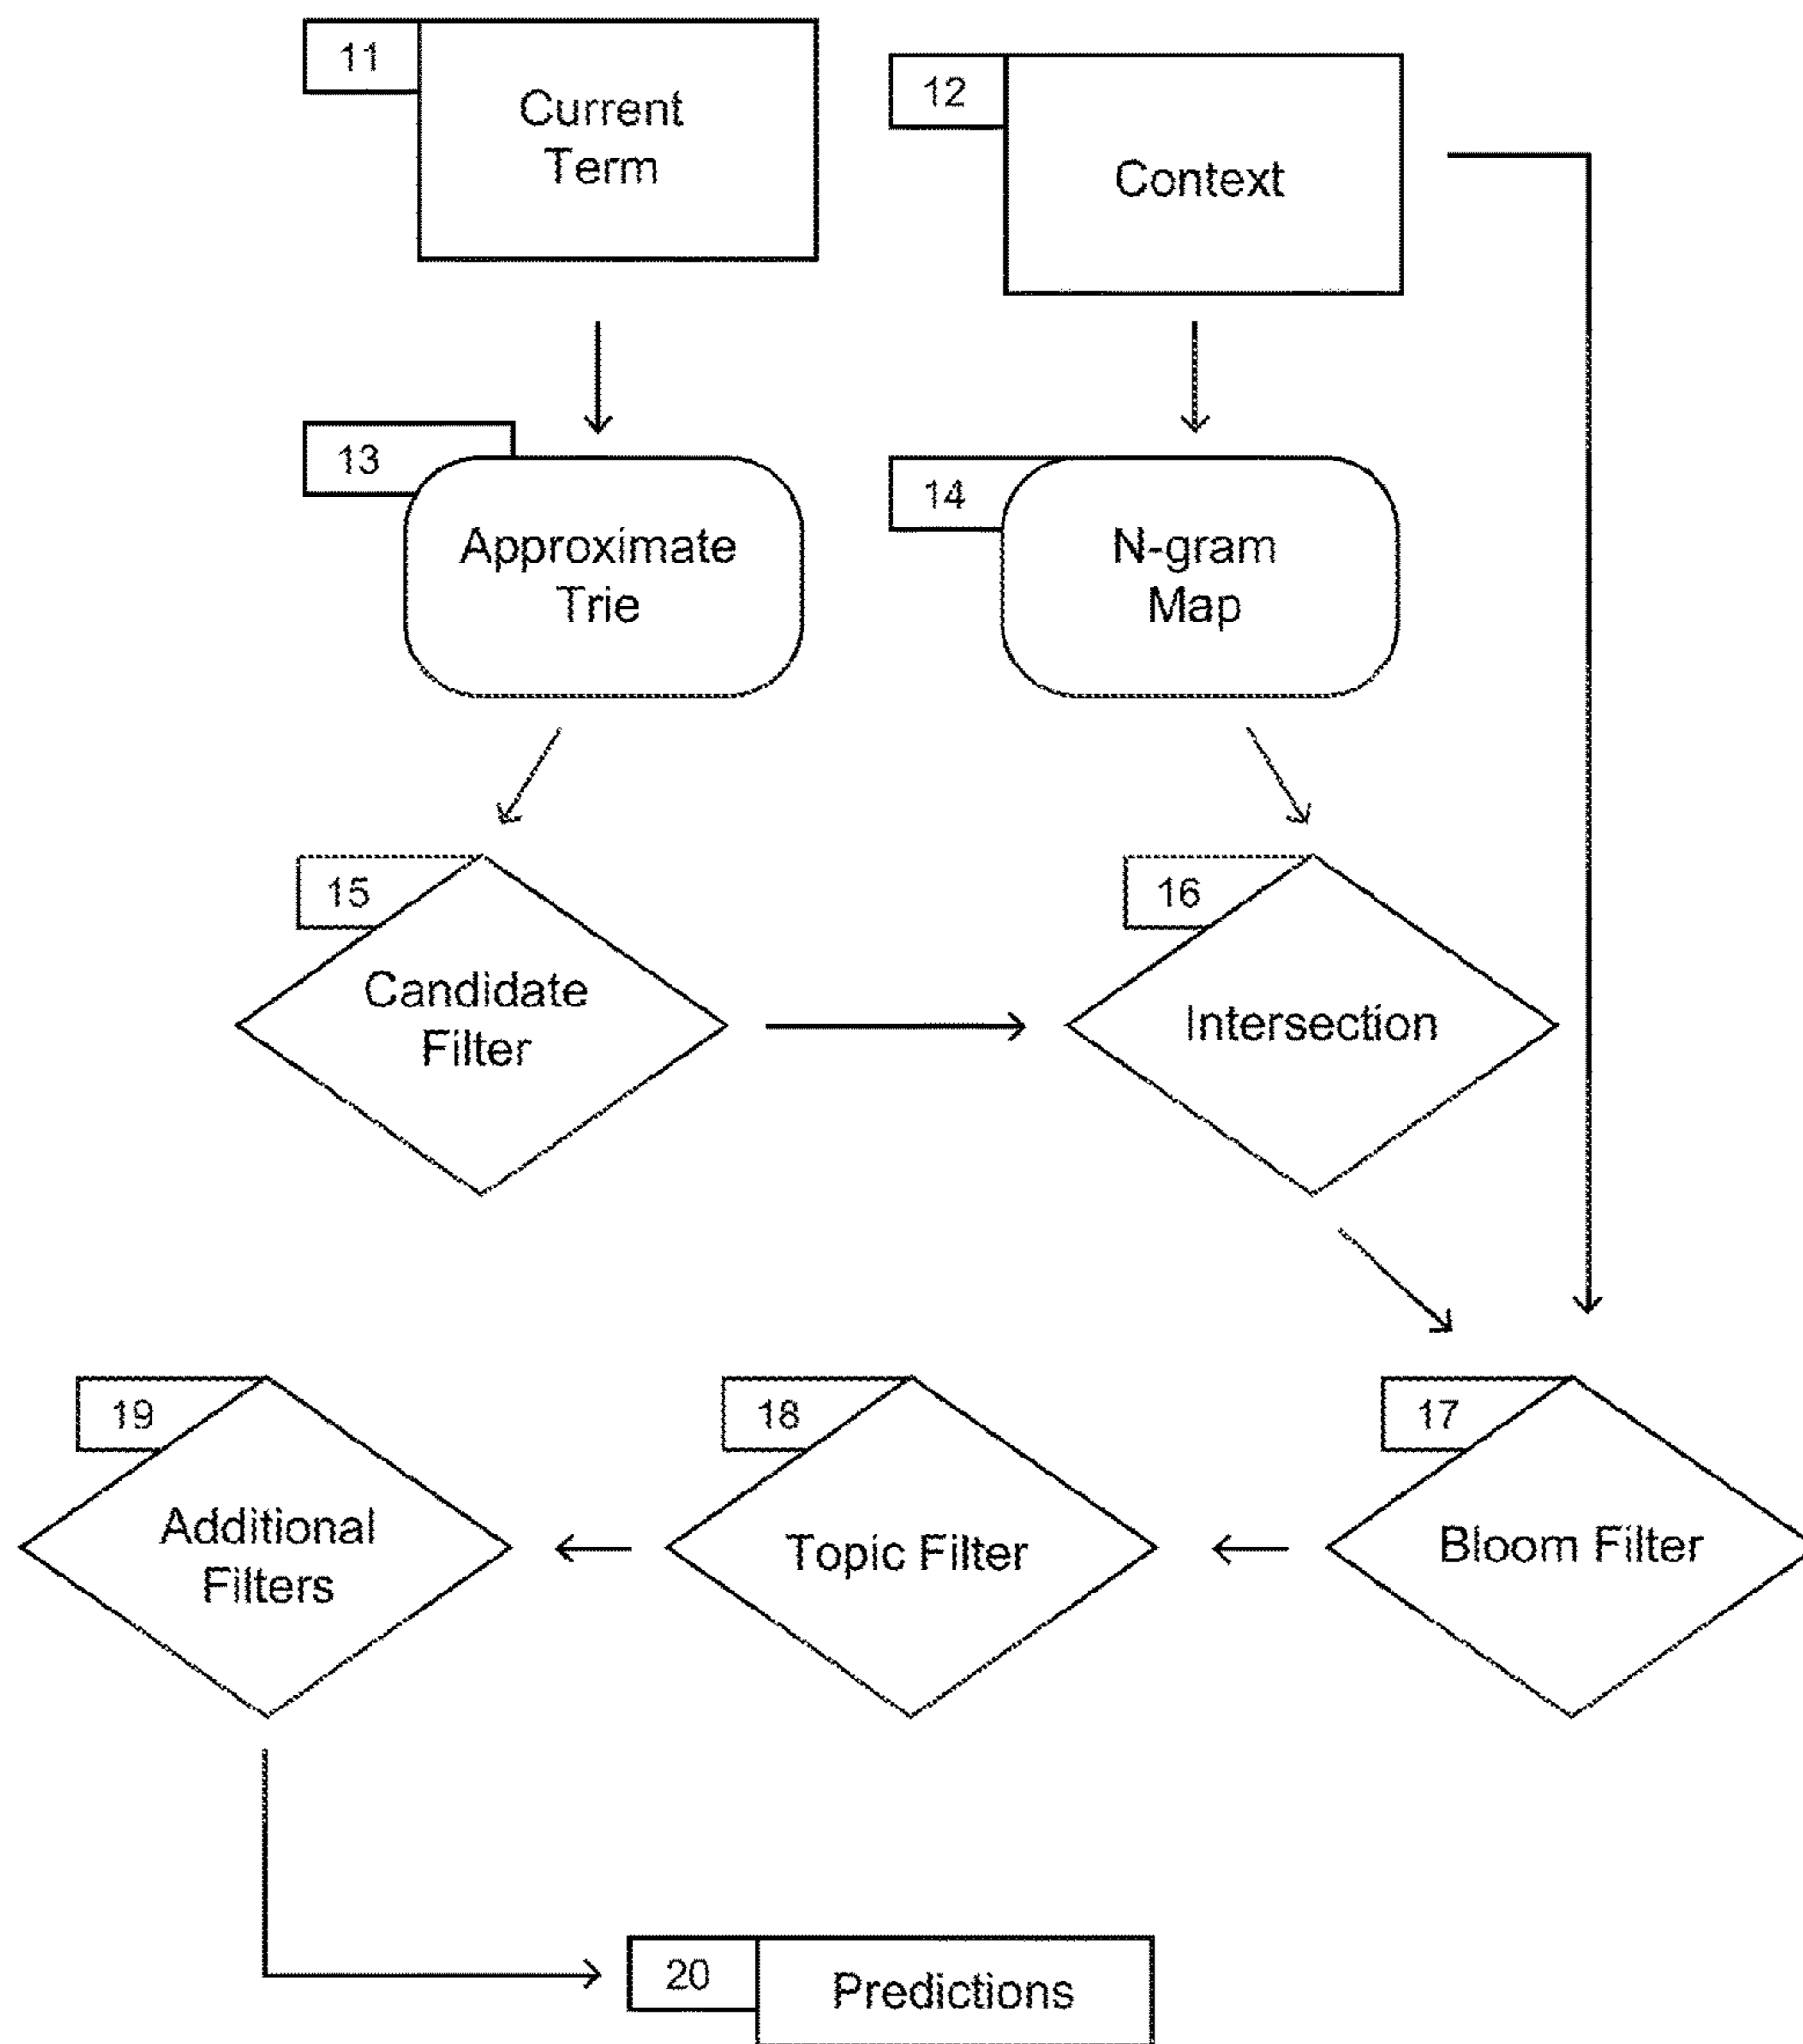 11
Current
Term
12
Context
13
Approximate
Trie
14
N-gram
Map
15
Candidate
Filter
16
Intersection
19
Additional
Filters
18
Topic Filter
17
Bloom Filter
20
Predictions